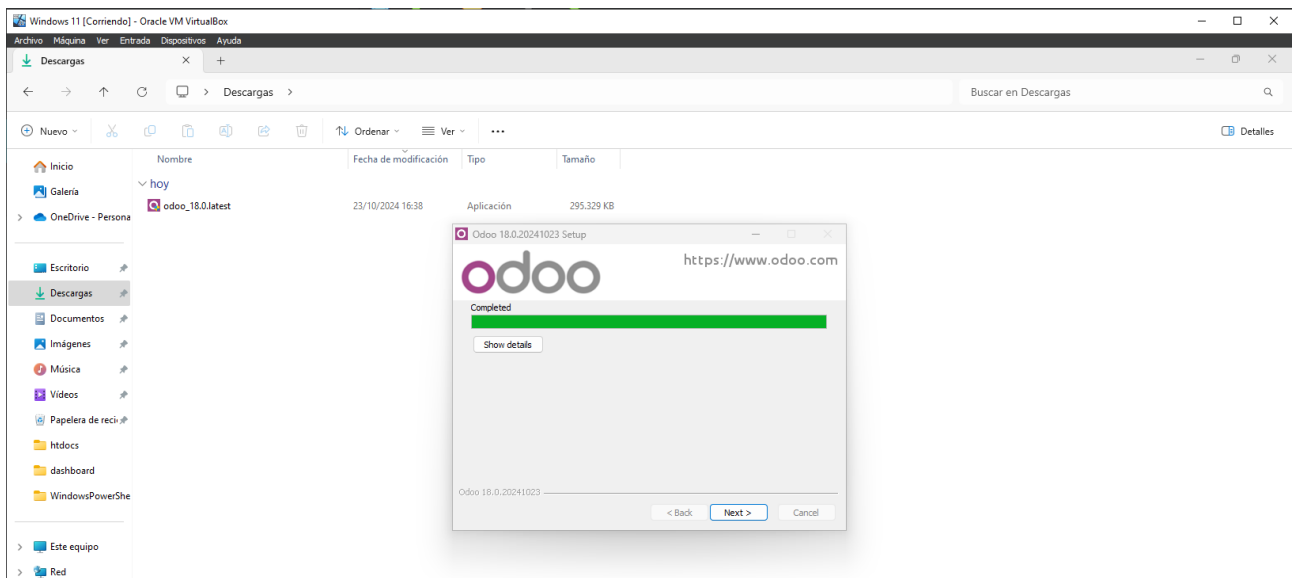 Windows 11 [Corriendo] - Oracle VM VirtualBox
Archivo Máquina Ver Entrada Dispositivos Ayuda
Descargas
Descargas
Buscar en Descargas
Nuevo Ordenar Ver ... Detalles
Nombre Fecha de modificación Tipo Tamaño
Inicio
hoy
Galería
odoo_18.0.latest 23/10/2024 16:38 Aplicación 295.329 KB
OneDrive - Persona
Odoo 18.0.20241023 Setup
odoo
https://www.odoo.com
Escritorio
Descargas
Completed
Documentos
Show details
Imágenes
Música
Vídeos
Papelera de reci
htdocs
dashboard
WindowsPowerShe
Odoo 18.0.20241023
< Back Next > Cancel
Este equipo
Red